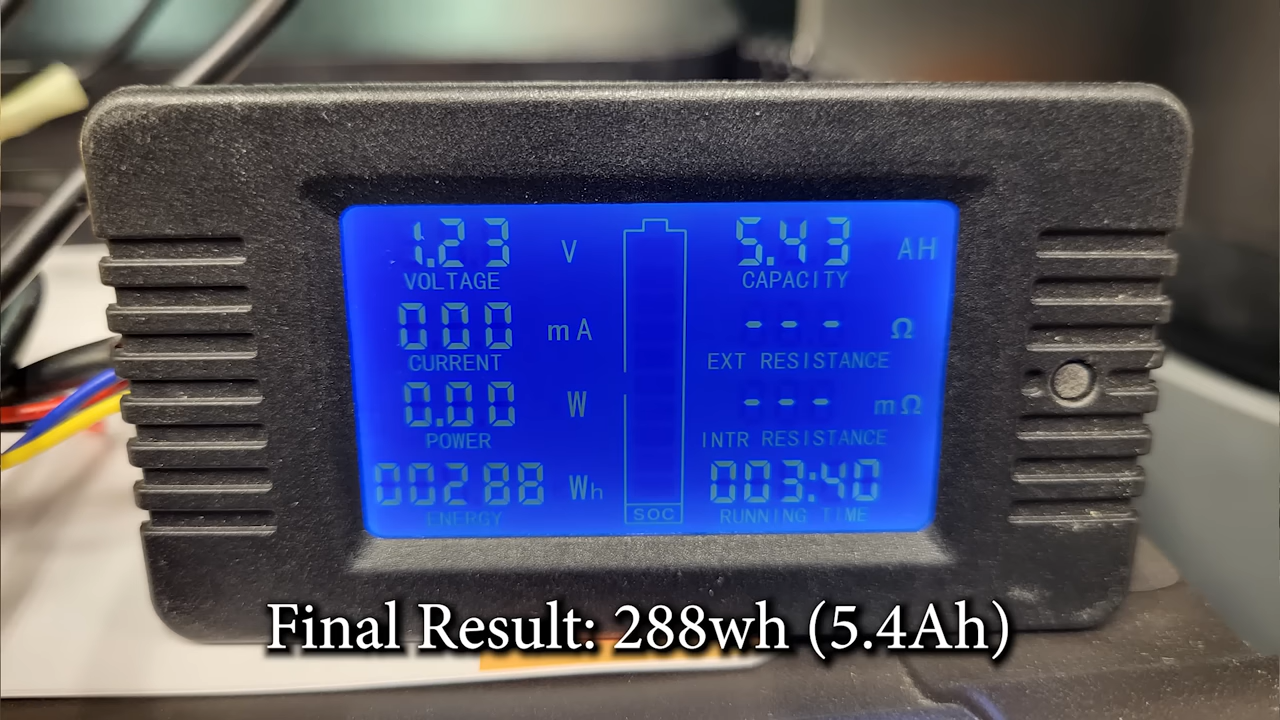 1.23 V
VOLTAGE
000 mA
CURRENT
0.00 W
POWER
00288 Wh
ENERGY
SOC
5.43 AH
CAPACITY
--- Ω
EXT RESISTANCE
--- mΩ
INTR RESISTANCE
003:40
RUNNING TIME
Final Result: 288wh (5.4Ah)